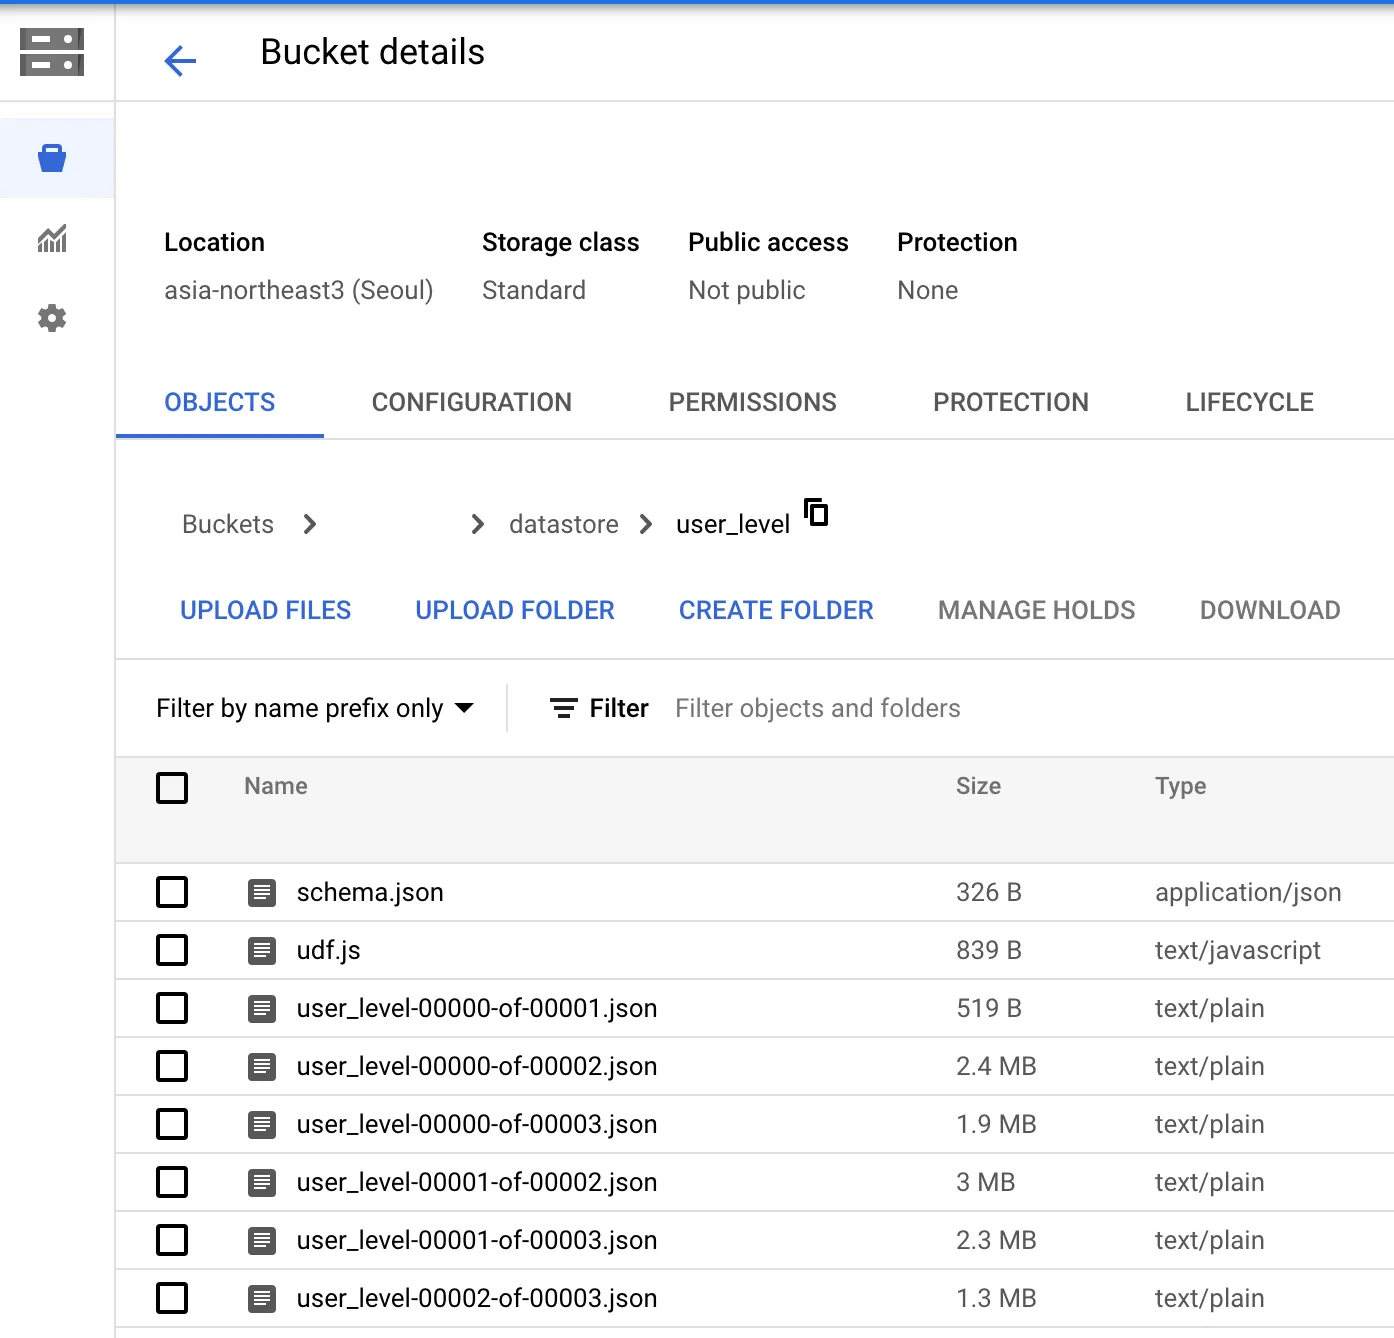 Bucket details
Location Storage class Public access Protection
asia-northeast3 (Seoul) Standard Not public None
OBJECTS CONFIGURATION PERMISSIONS PROTECTION LIFECYCLE
Buckets datastore user_level
UPLOAD FILES UPLOAD FOLDER CREATE FOLDER MANAGE HOLDS DOWNLOAD
Filter by name prefix only Filter Filter objects and folders
Name Size Type
schema.json 326 B application/json
udf.js 839 B text/javascript
user_level-00000-of-00001.json 519 B text/plain
user_level-00000-of-00002.json 2.4 MB text/plain
user_level-00000-of-00003.json 1.9 MB text/plain
user_level-00001-of-00002.json 3 MB text/plain
user_level-00001-of-00003.json 2.3 MB text/plain
user_level-00002-of-00003.json 1.3 MB text/plain